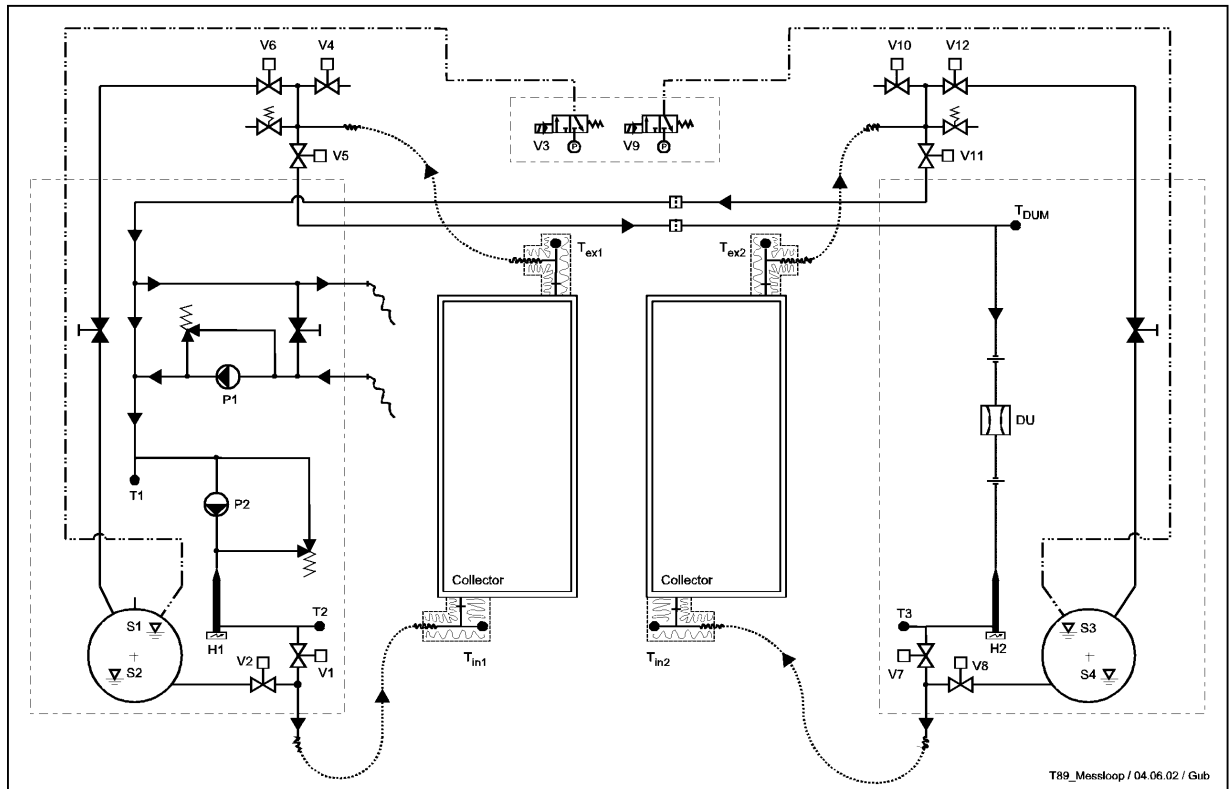 V6 V4 V10 V12
V3 P V9 P
V5 V11
T_DUM
T_ex1 T_ex2
P1 DU
T1 P2
Collector Collector
S1 T2 T3 S3
H1 H2
S2 V2 V1 T_in1 T_in2 V7 V8 S4
T89_Messloop / 04.06.02 / Gub